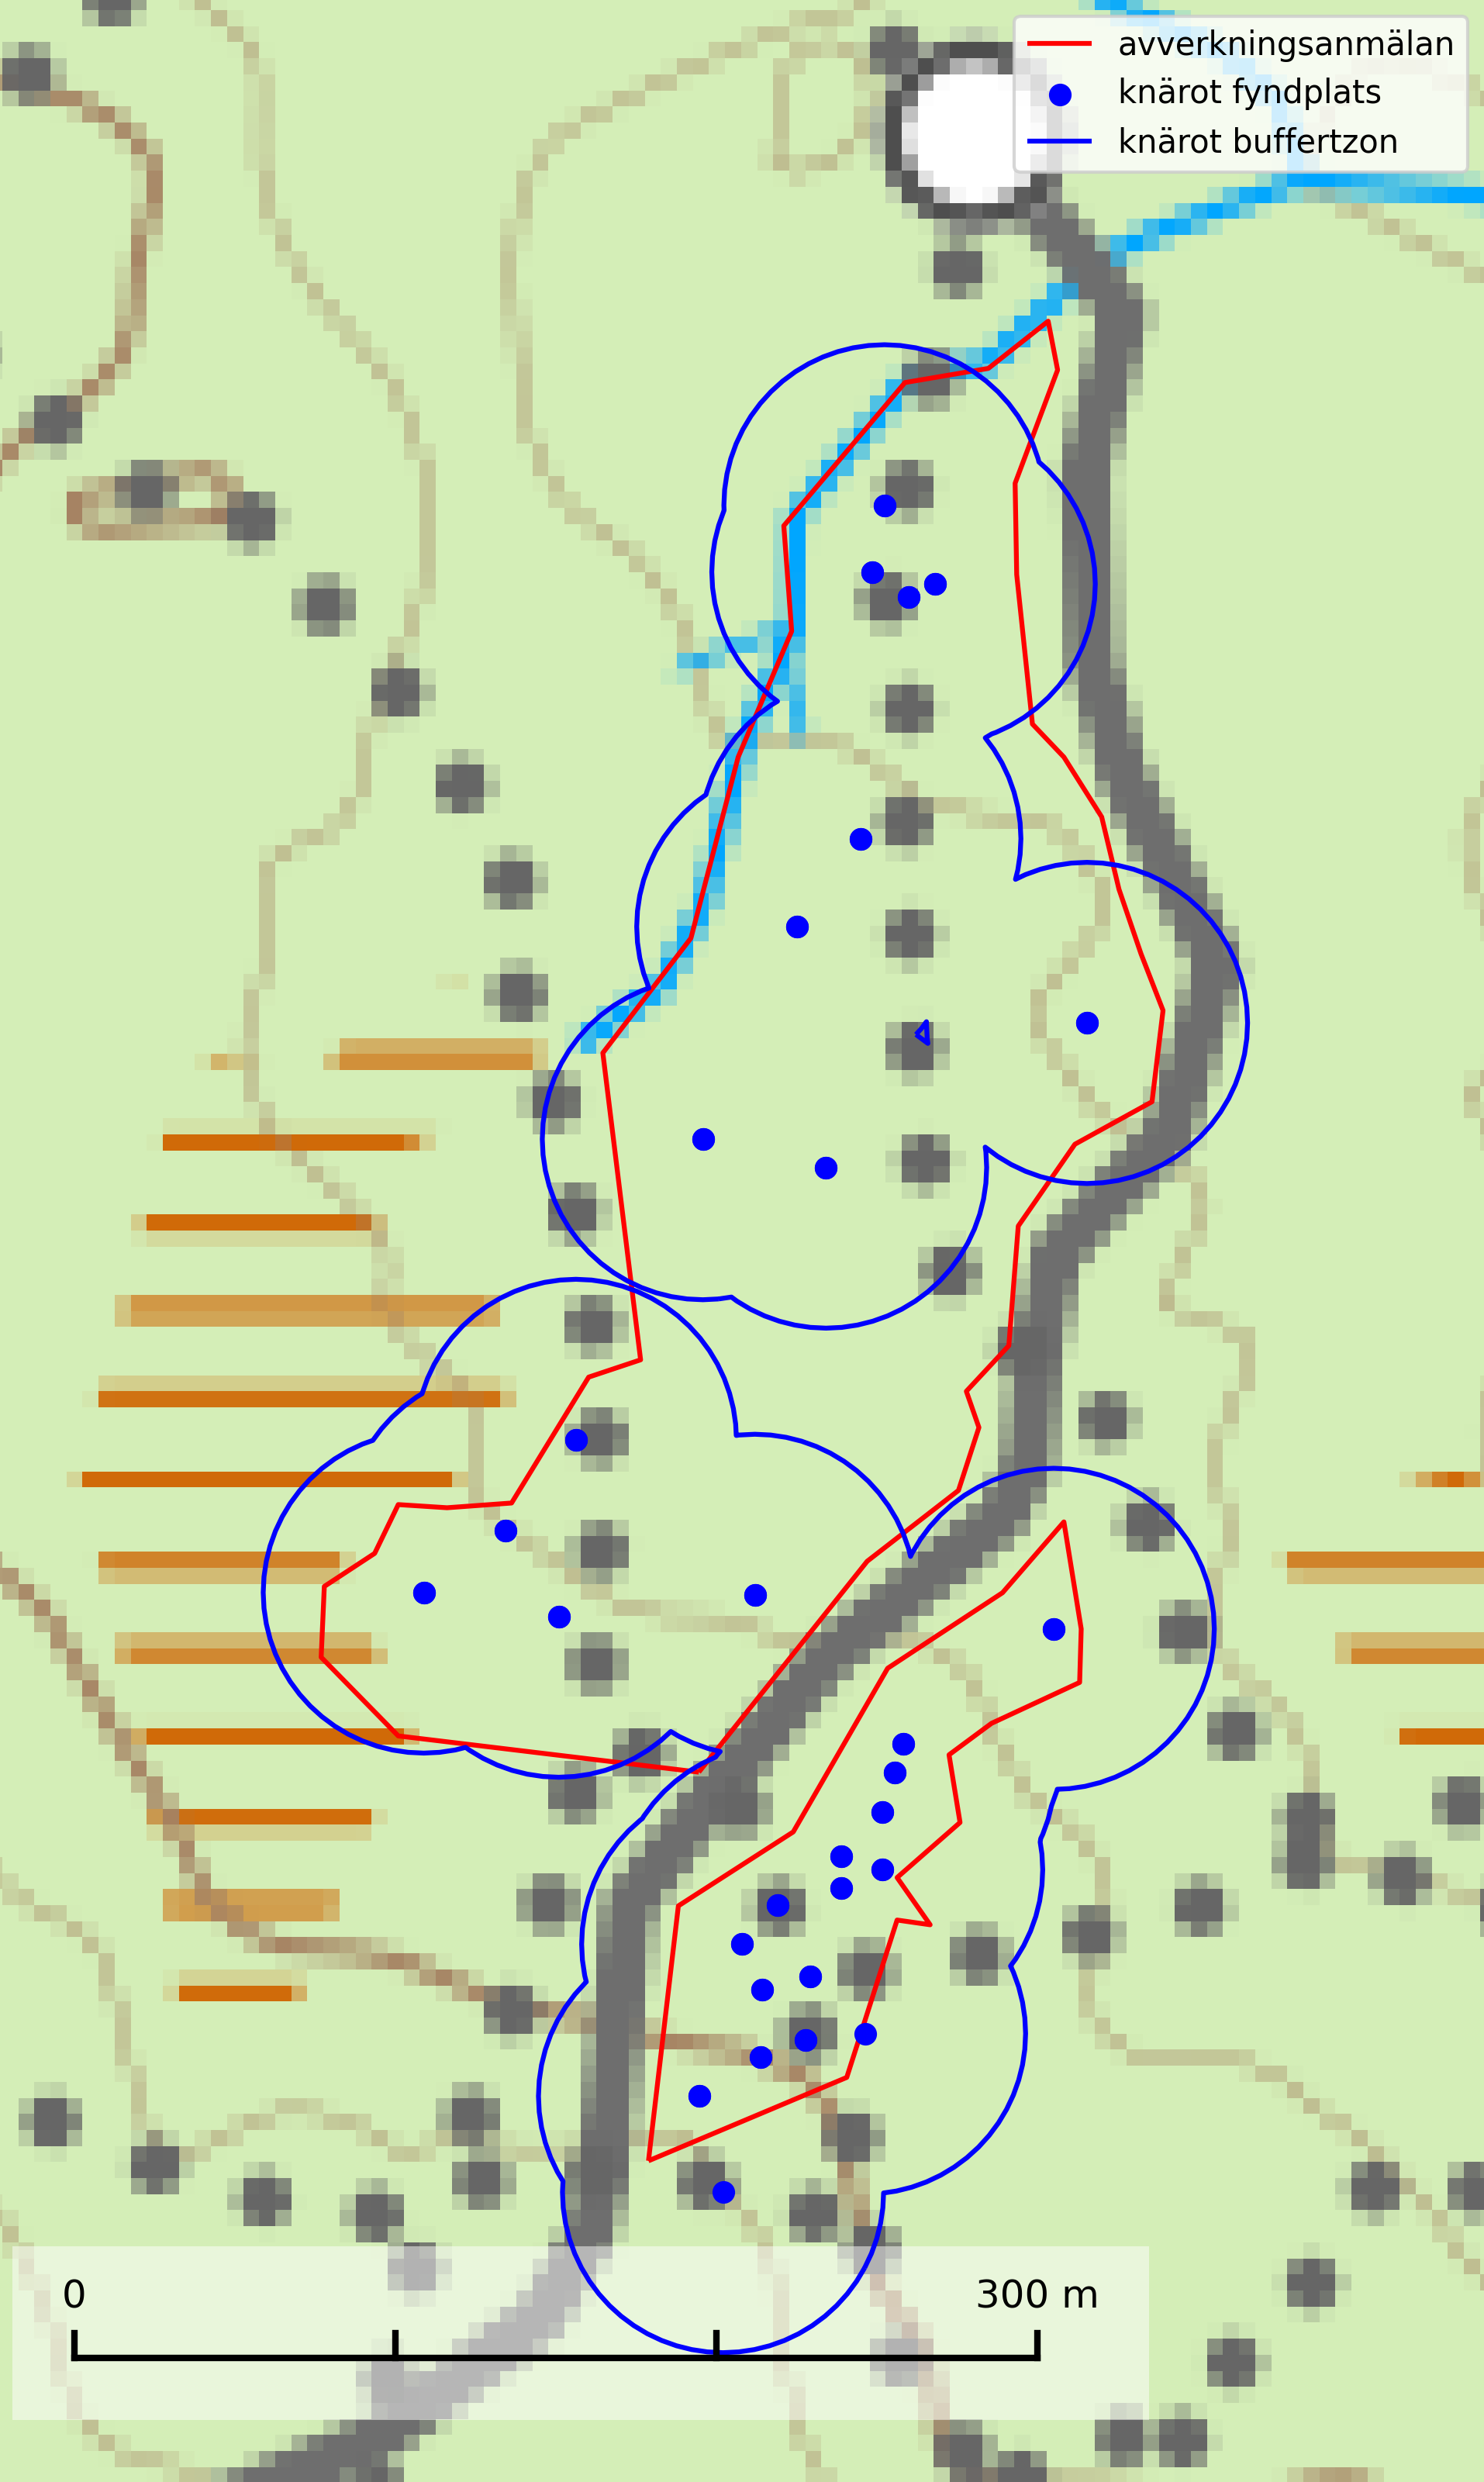 avverkningsanmälan
knärot fyndplats
knärot buffertzon
0 300 m